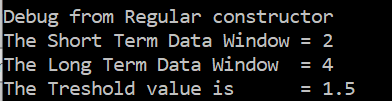 Debug from Regular constructor
The Short Term Data Window = 2
The Long Term Data Window  = 4
The Treshold value is      = 1.5